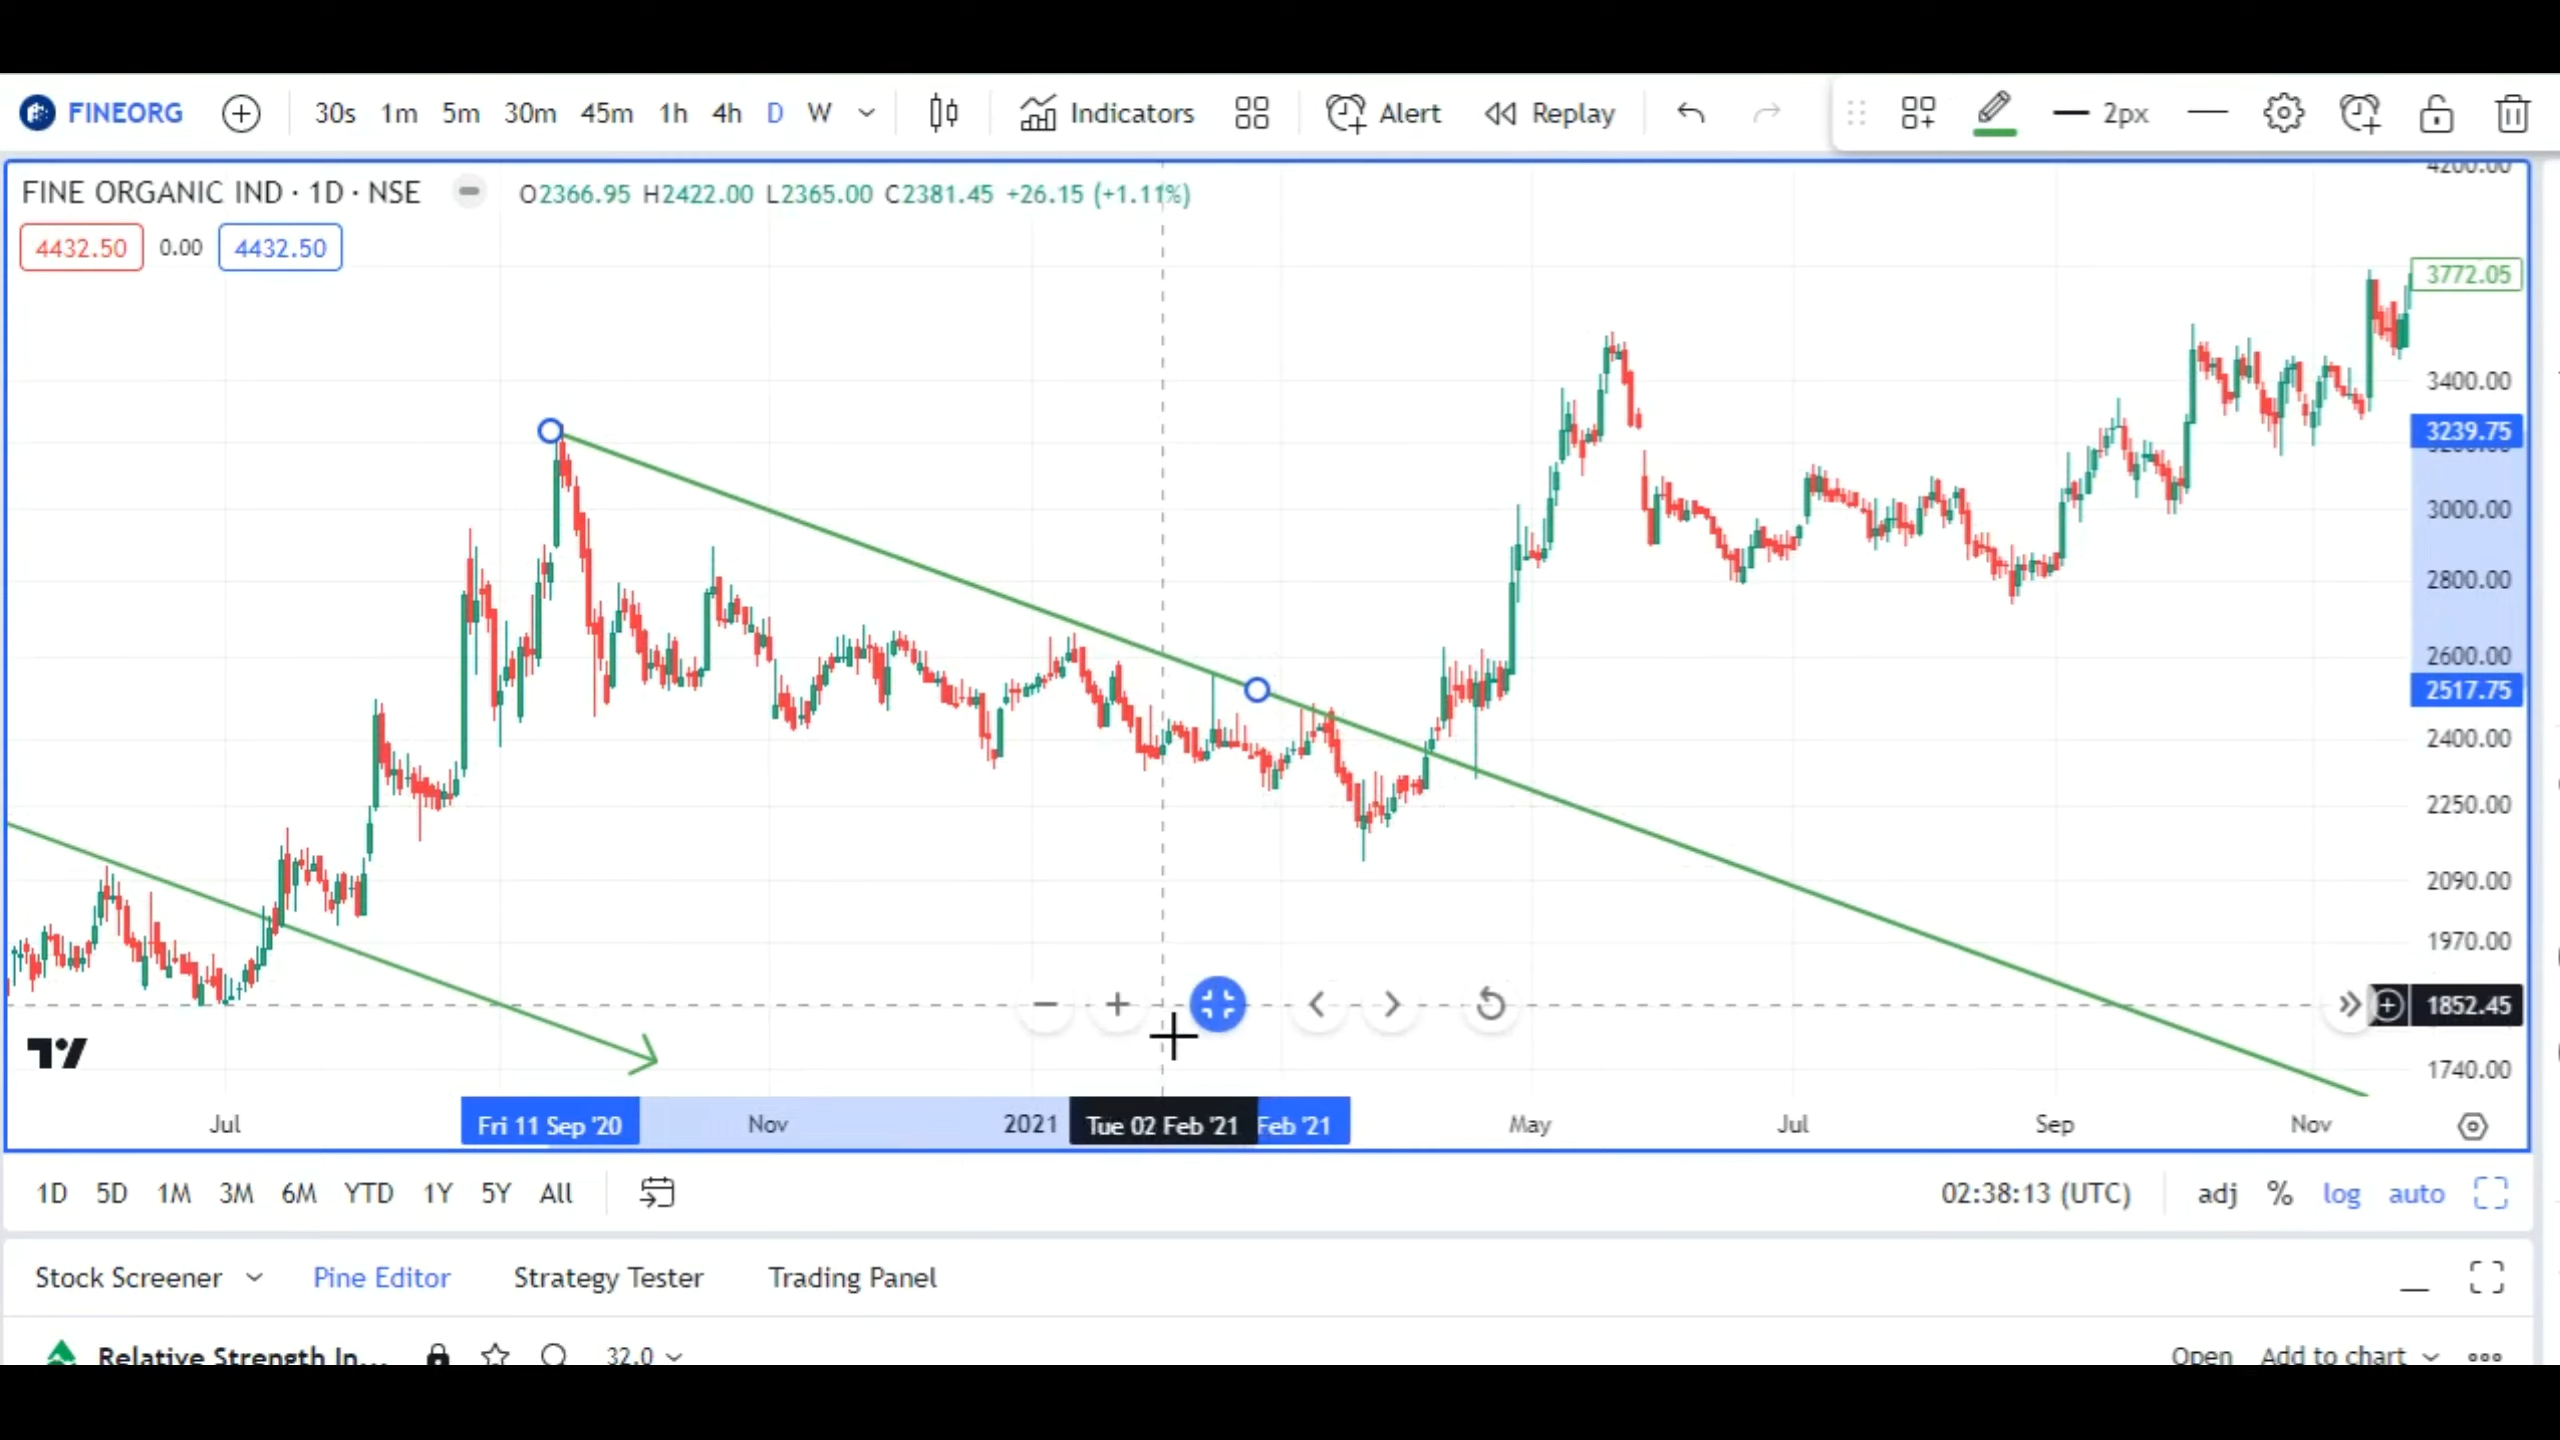 FINEORG 30s 1m 5m 30m 45m 1h 4h D W Indicators Alert Replay 2px
FINE ORGANIC IND · 1D · NSE O2366.95 H2422.00 L2365.00 C2381.45 +26.15 (+1.11%)
4432.50 0.00 4432.50
4200.00
3772.05
3400.00
3239.75
3000.00
2800.00
2600.00
2517.75
2400.00
2250.00
2090.00
1970.00
1852.45
1740.00
Jul Fri 11 Sep '20 Nov 2021 Tue 02 Feb '21 Feb '21 May Jul Sep Nov
1D 5D 1M 3M 6M YTD 1Y 5Y All 02:38:13 (UTC) adj % log auto
Stock Screener Pine Editor Strategy Tester Trading Panel
Relative Strength In... 32.0 Open Add to chart